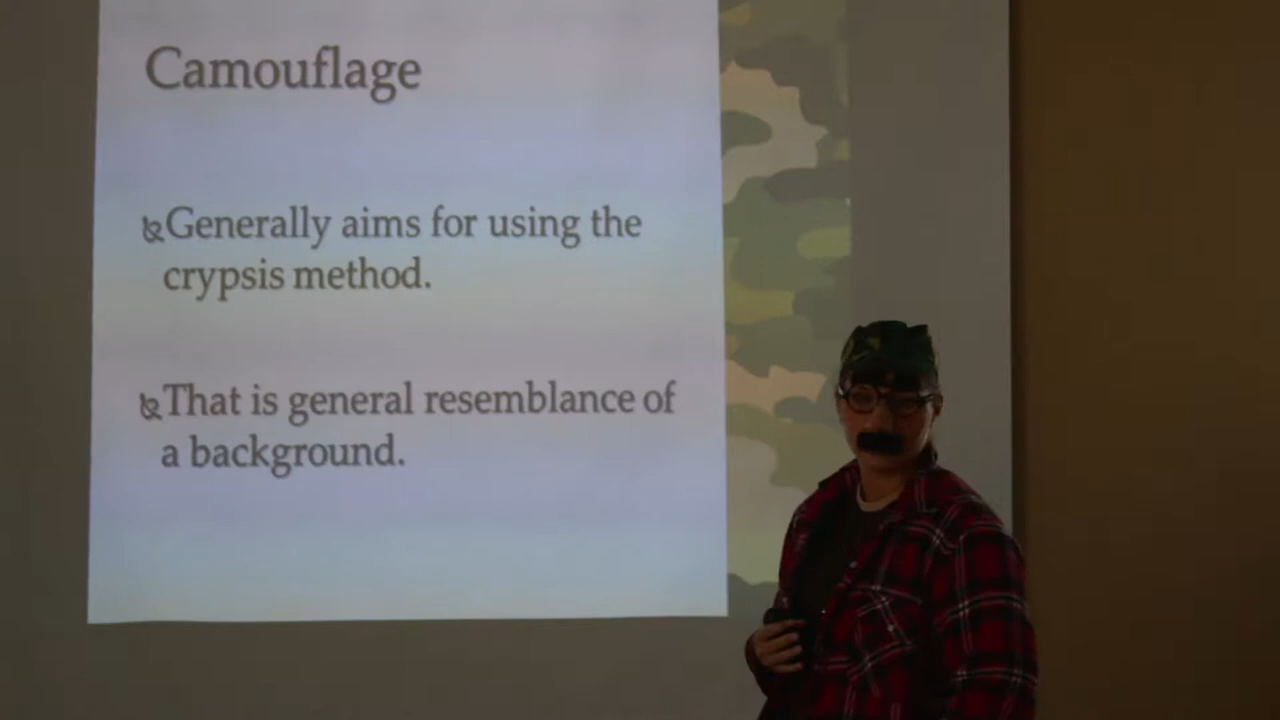 Camouflage
Generally aims for using the
crypsis method.
That is general resemblance of
a background.